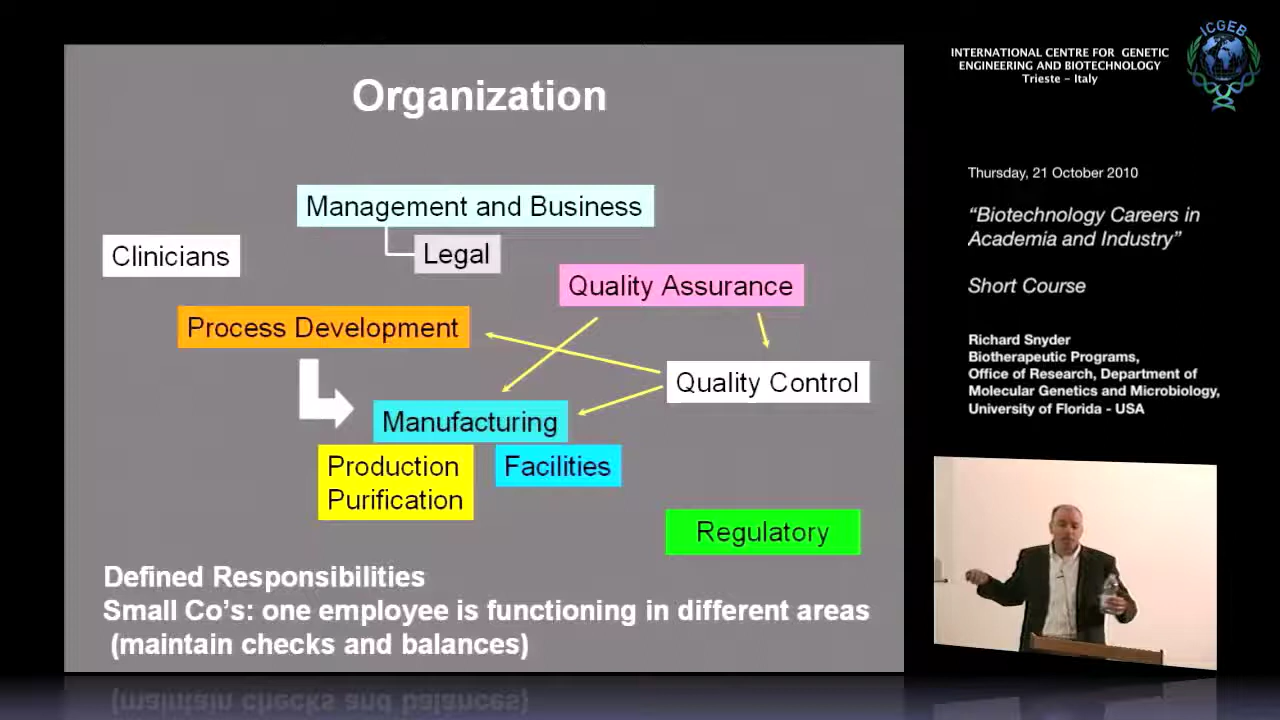 Organization
Management and Business
Clinicians
Legal
Quality Assurance
Process Development
Quality Control
Manufacturing
Production
Purification
Facilities
Regulatory
Defined Responsibilities
Small Co's: one employee is functioning in different areas
(maintain checks and balances)
ICGEB
INTERNATIONAL CENTRE FOR GENETIC
ENGINEERING AND BIOTECHNOLOGY
Trieste - Italy
Thursday, 21 October 2010
“Biotechnology Careers in
Academia and Industry”
Short Course
Richard Snyder
Biotherapeutic Programs,
Office of Research, Department of
Molecular Genetics and Microbiology,
University of Florida - USA